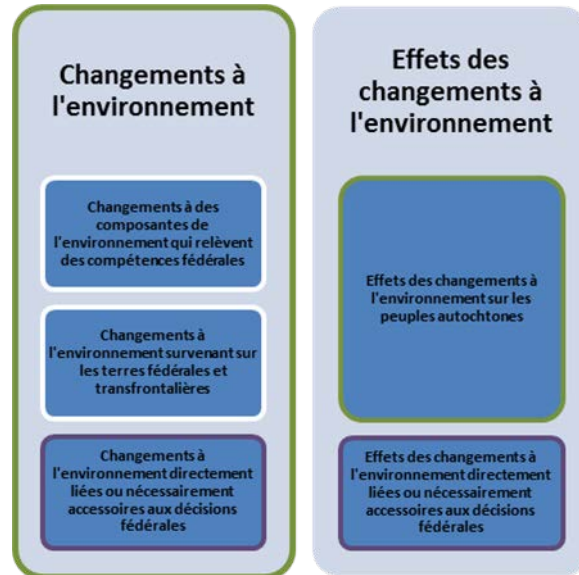 Changements à
l'environnement
Changements à des
composantes de
l'environnement qui relèvent
des compétences fédérales
Changements à
l'environnement survenant sur
les terres fédérales et
transfrontalières
Changements à
l'environnement directement
liées ou nécessairement
accessoires aux décisions
fédérales
Effets des
changements à
l'environnement
Effets des changements à
l'environnement sur les
peuples autochtones
Effets des changements à
l'environnement directement
liées ou nécessairement
accessoires aux décisions
fédérales